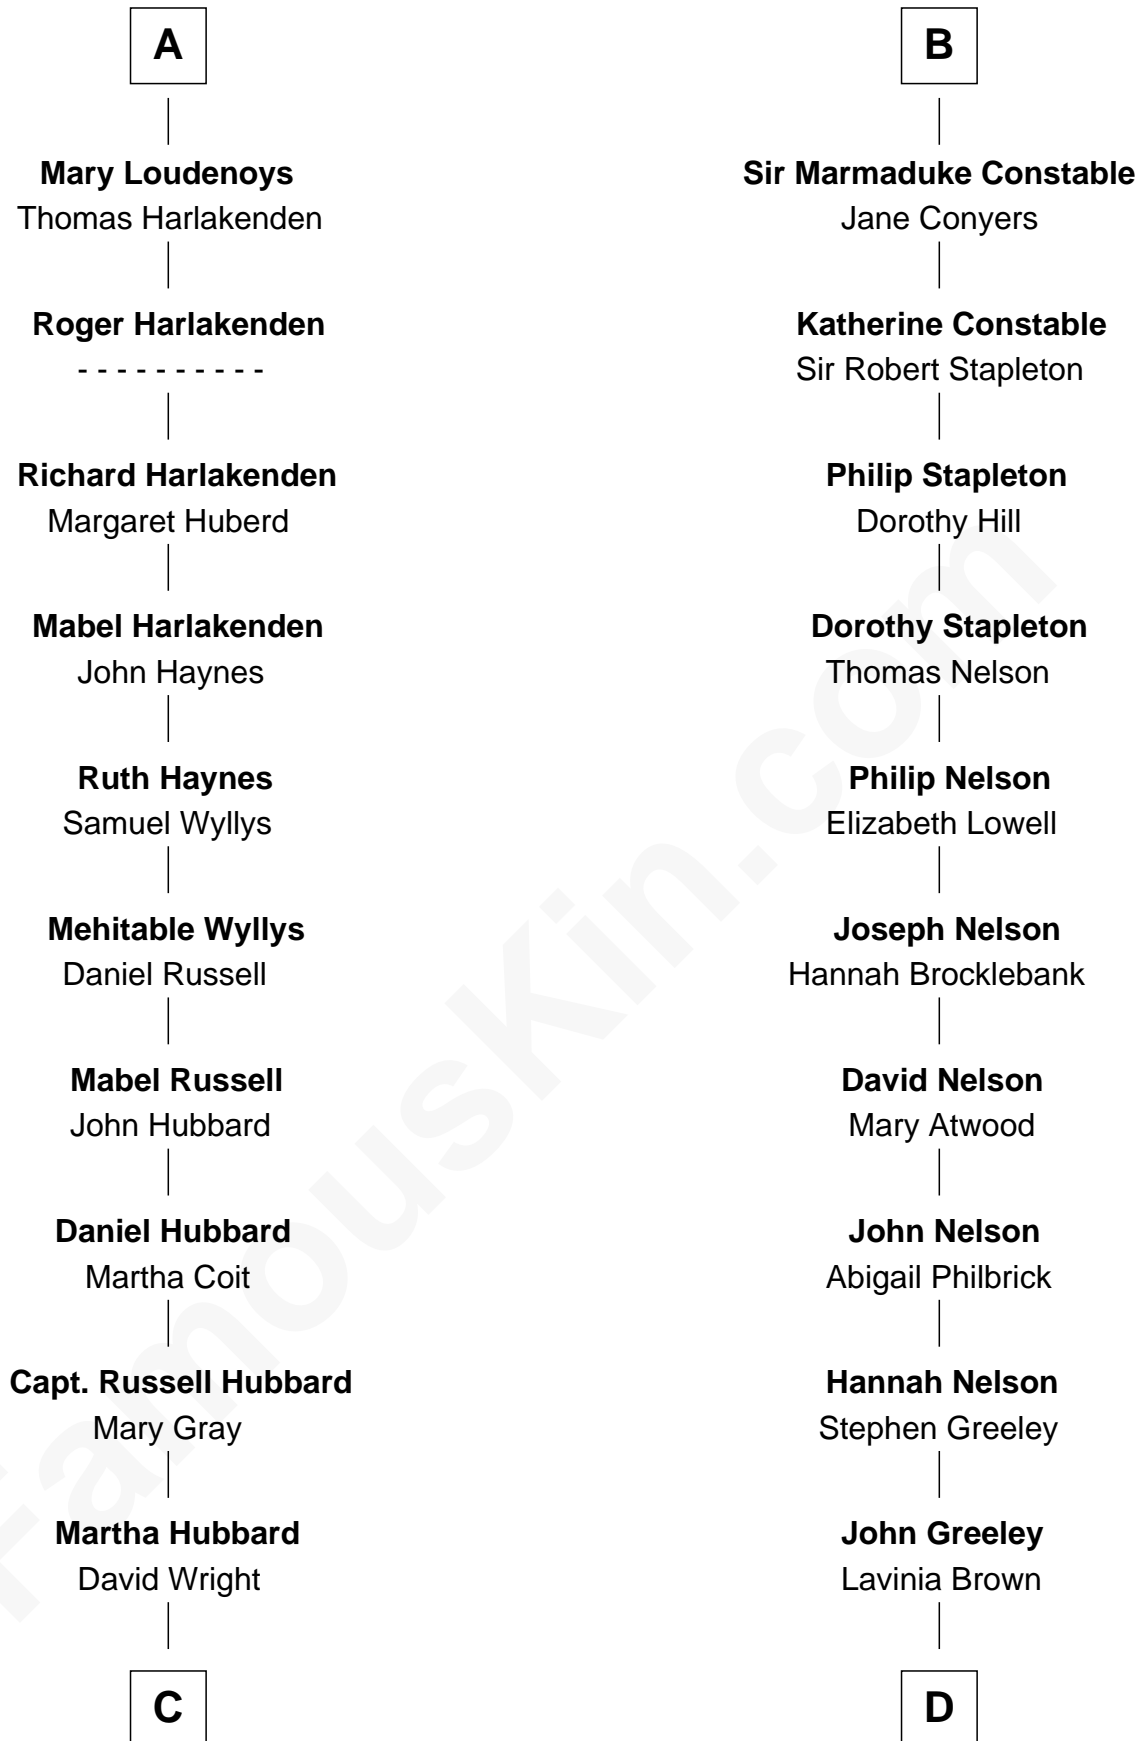 A
Mary Loudenoys
Thomas Harlakenden
Roger Harlakenden
- - - - - - - - - -
Richard Harlakenden
Margaret Huberd
Mabel Harlakenden
John Haynes
Ruth Haynes
Samuel Wyllys
Mehitable Wyllys
Daniel Russell
Mabel Russell
John Hubbard
Daniel Hubbard
Martha Coit
Capt. Russell Hubbard
Mary Gray
Martha Hubbard
David Wright
C
B
Sir Marmaduke Constable
Jane Conyers
Katherine Constable
Sir Robert Stapleton
Philip Stapleton
Dorothy Hill
Dorothy Stapleton
Thomas Nelson
Philip Nelson
Elizabeth Lowell
Joseph Nelson
Hannah Brocklebank
David Nelson
Mary Atwood
John Nelson
Abigail Philbrick
Hannah Nelson
Stephen Greeley
John Greeley
Lavinia Brown
D
FamousKin.com